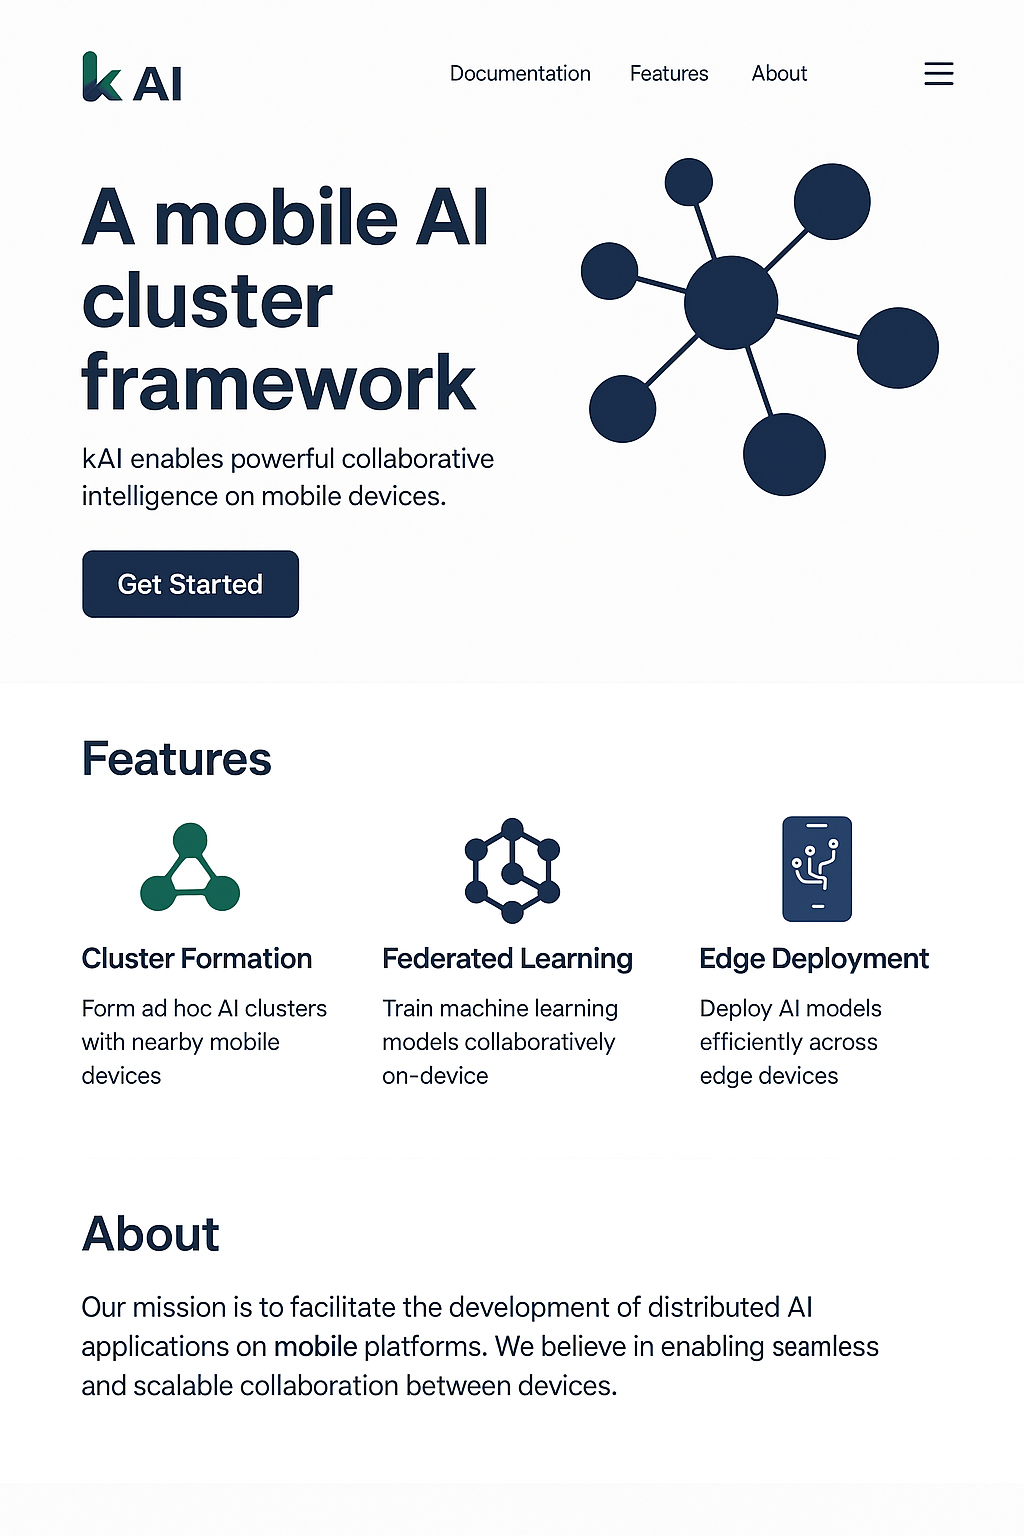 k AI
Documentation Features About
A mobile AI
cluster
framework
kAI enables powerful collaborative
intelligence on mobile devices.
Get Started
Features
Cluster Formation
Form ad hoc AI clusters
with nearby mobile
devices
Federated Learning
Train machine learning
models collaboratively
on-device
Edge Deployment
Deploy AI models
efficiently across
edge devices
About
Our mission is to facilitate the development of distributed AI
applications on mobile platforms. We believe in enabling seamless
and scalable collaboration between devices.